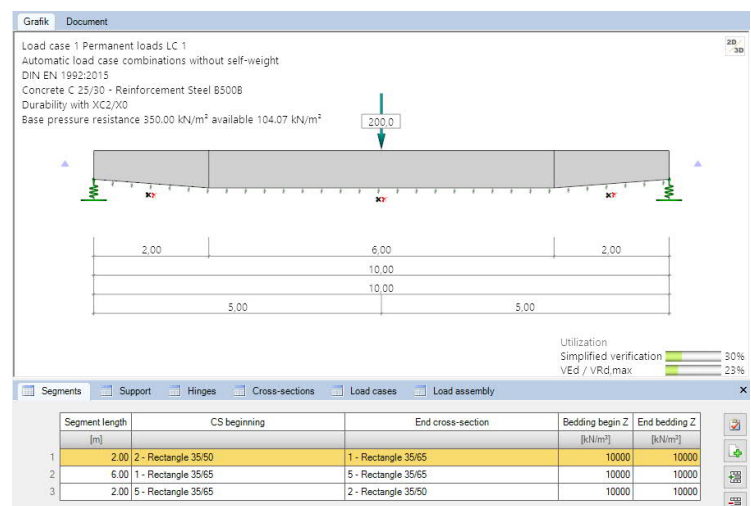 Grafik Document
Load case 1 Permanent loads LC 1
Automatic load case combinations without self-weight
DIN EN 1992:2015
Concrete C 25/30 - Reinforcement Steel B500B
Durability with XC2/X0
Base pressure resistance 350.00 kN/m² available 104.07 kN/m²
2D/3D
200,0
XY XY XY
2,00 6,00 2,00
10,00
10,00
5,00 5,00
Utilization
Simplified verification 30%
VEd / VRd,max 23%
Segments Support Hinges Cross-sections Load cases Load assembly
Segment length CS beginning End cross-section Bedding begin Z End bedding Z
[m] [kN/m³] [kN/m³]
1 2.00 2 - Rectangle 35/50 1 - Rectangle 35/65 10000 10000
2 6.00 1 - Rectangle 35/65 5 - Rectangle 35/65 10000 10000
3 2.00 5 - Rectangle 35/65 2 - Rectangle 35/50 10000 10000